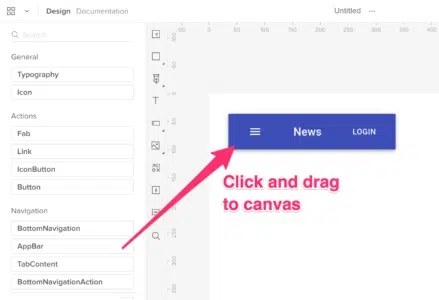 Design Documentation
Untitled ...
Search...
-50 0 50 100 150 200 250 300 350 400
General
Typography
Icon
Actions
Fab
Link
IconButton
Button
Navigation
BottomNavigation
AppBar
TabContent
BottomNavigationAction
T
News
LOGIN
Click and drag
to canvas